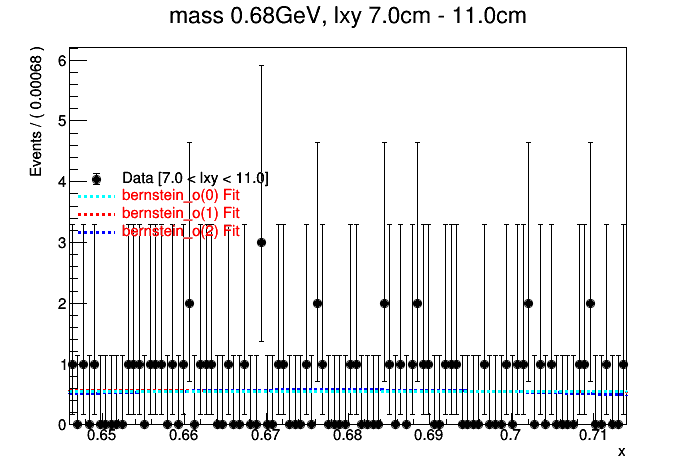 mass 0.68GeV, lxy 7.0cm - 11.0cm
Events / ( 0.00068 )
6
5
4
3
2
1
0
Data [7.0 < lxy < 11.0]
bernstein_o(0) Fit
bernstein_o(1) Fit
bernstein_o(2) Fit
0.65 0.66 0.67 0.68 0.69 0.7 0.71
x